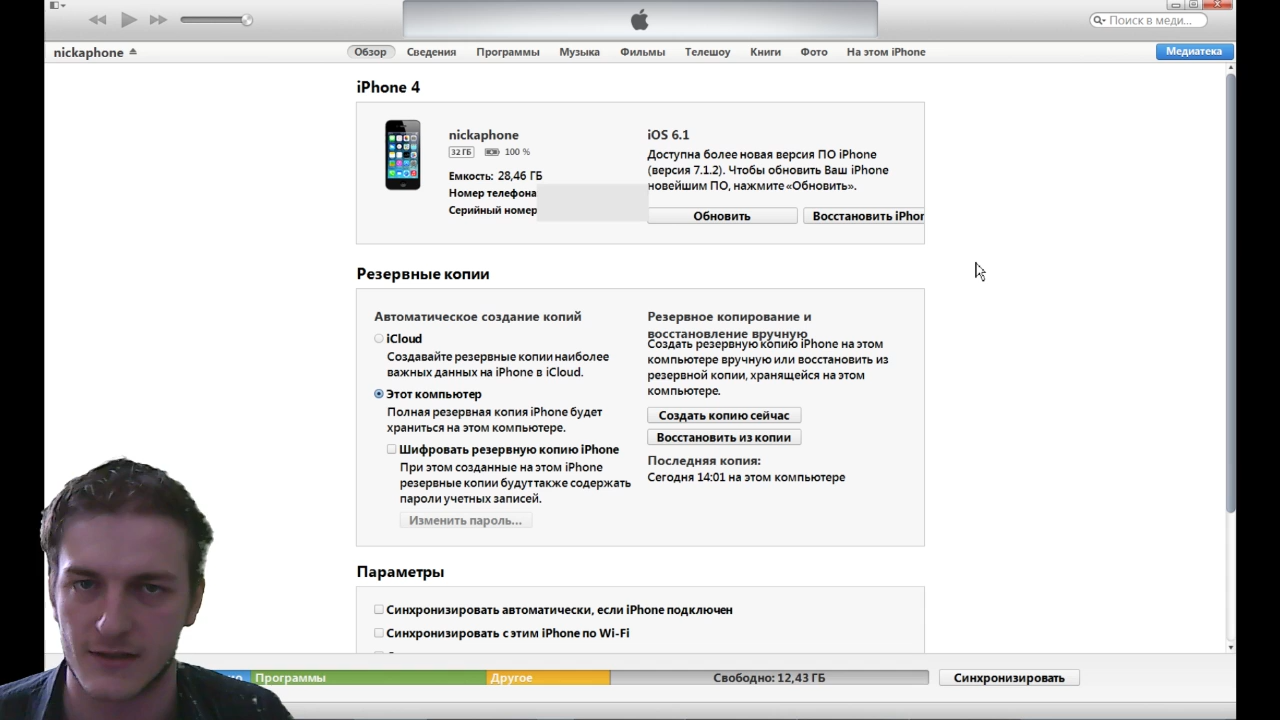 Поиск в меди...
nickaphone
Обзор Сведения Программы Музыка Фильмы Телешоу Книги Фото На этом iPhone
Медиатека
iPhone 4
nickaphone
32 ГБ 100 %
Емкость: 28,46 ГБ
Номер телефона
Серийный номер
iOS 6.1
Доступна более новая версия ПО iPhone
(версия 7.1.2). Чтобы обновить Ваш iPhone
новейшим ПО, нажмите «Обновить».
Обновить Восстановить iPhon
Резервные копии
Автоматическое создание копий
iCloud
Создавайте резервные копии наиболее
важных данных на iPhone в iCloud.
Этот компьютер
Полная резервная копия iPhone будет
храниться на этом компьютере.
Шифровать резервную копию iPhone
При этом созданные на этом iPhone
резервные копии будут также содержать
пароли учетных записей.
Изменить пароль...
Резервное копирование и
восстановление вручную
Создать резервную копию iPhone на этом
компьютере вручную или восстановить из
резервной копии, хранящейся на этом
компьютере.
Создать копию сейчас
Восстановить из копии
Последняя копия:
Сегодня 14:01 на этом компьютере
Параметры
Синхронизировать автоматически, если iPhone подключен
Синхронизировать с этим iPhone по Wi-Fi
Программы Другое Свободно: 12,43 ГБ Синхронизировать